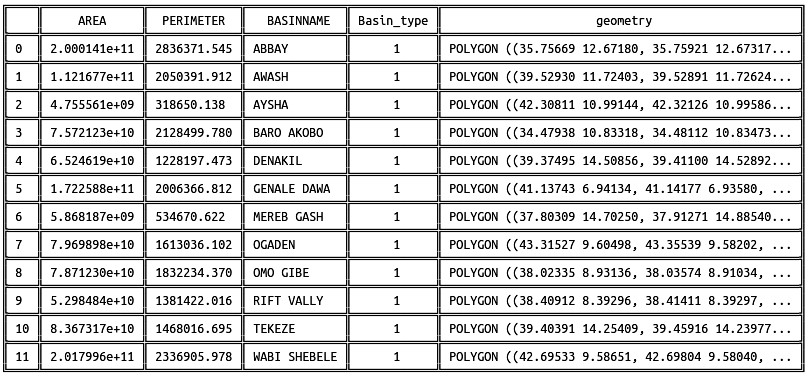 AREA PERIMETER BASINNAME Basin_type geometry
0 2.000141e+11 2836371.545 ABBAY 1 POLYGON ((35.75669 12.67180, 35.75921 12.67317...
1 1.121677e+11 2050391.912 AWASH 1 POLYGON ((39.52930 11.72403, 39.52891 11.72624...
2 4.755561e+09 318650.138 AYSHA 1 POLYGON ((42.30811 10.99144, 42.32126 10.99586...
3 7.572123e+10 2128499.780 BARO AKOBO 1 POLYGON ((34.47938 10.83318, 34.48112 10.83473...
4 6.524619e+10 1228197.473 DENAKIL 1 POLYGON ((39.37495 14.50856, 39.41100 14.52892...
5 1.722588e+11 2006366.812 GENALE DAWA 1 POLYGON ((41.13743 6.94134, 41.14177 6.93580, ...
6 5.868187e+09 534670.622 MEREB GASH 1 POLYGON ((37.80309 14.70250, 37.91271 14.88540...
7 7.969898e+10 1613036.102 OGADEN 1 POLYGON ((43.31527 9.60498, 43.35539 9.58202, ...
8 7.871230e+10 1832234.370 OMO GIBE 1 POLYGON ((38.02335 8.93136, 38.03574 8.91034, ...
9 5.298484e+10 1381422.016 RIFT VALLY 1 POLYGON ((38.40912 8.39296, 38.41411 8.39297, ...
10 8.367317e+10 1468016.695 TEKEZE 1 POLYGON ((39.40391 14.25409, 39.45916 14.23977...
11 2.017996e+11 2336905.978 WABI SHEBELE 1 POLYGON ((42.69533 9.58651, 42.69804 9.58040, ...